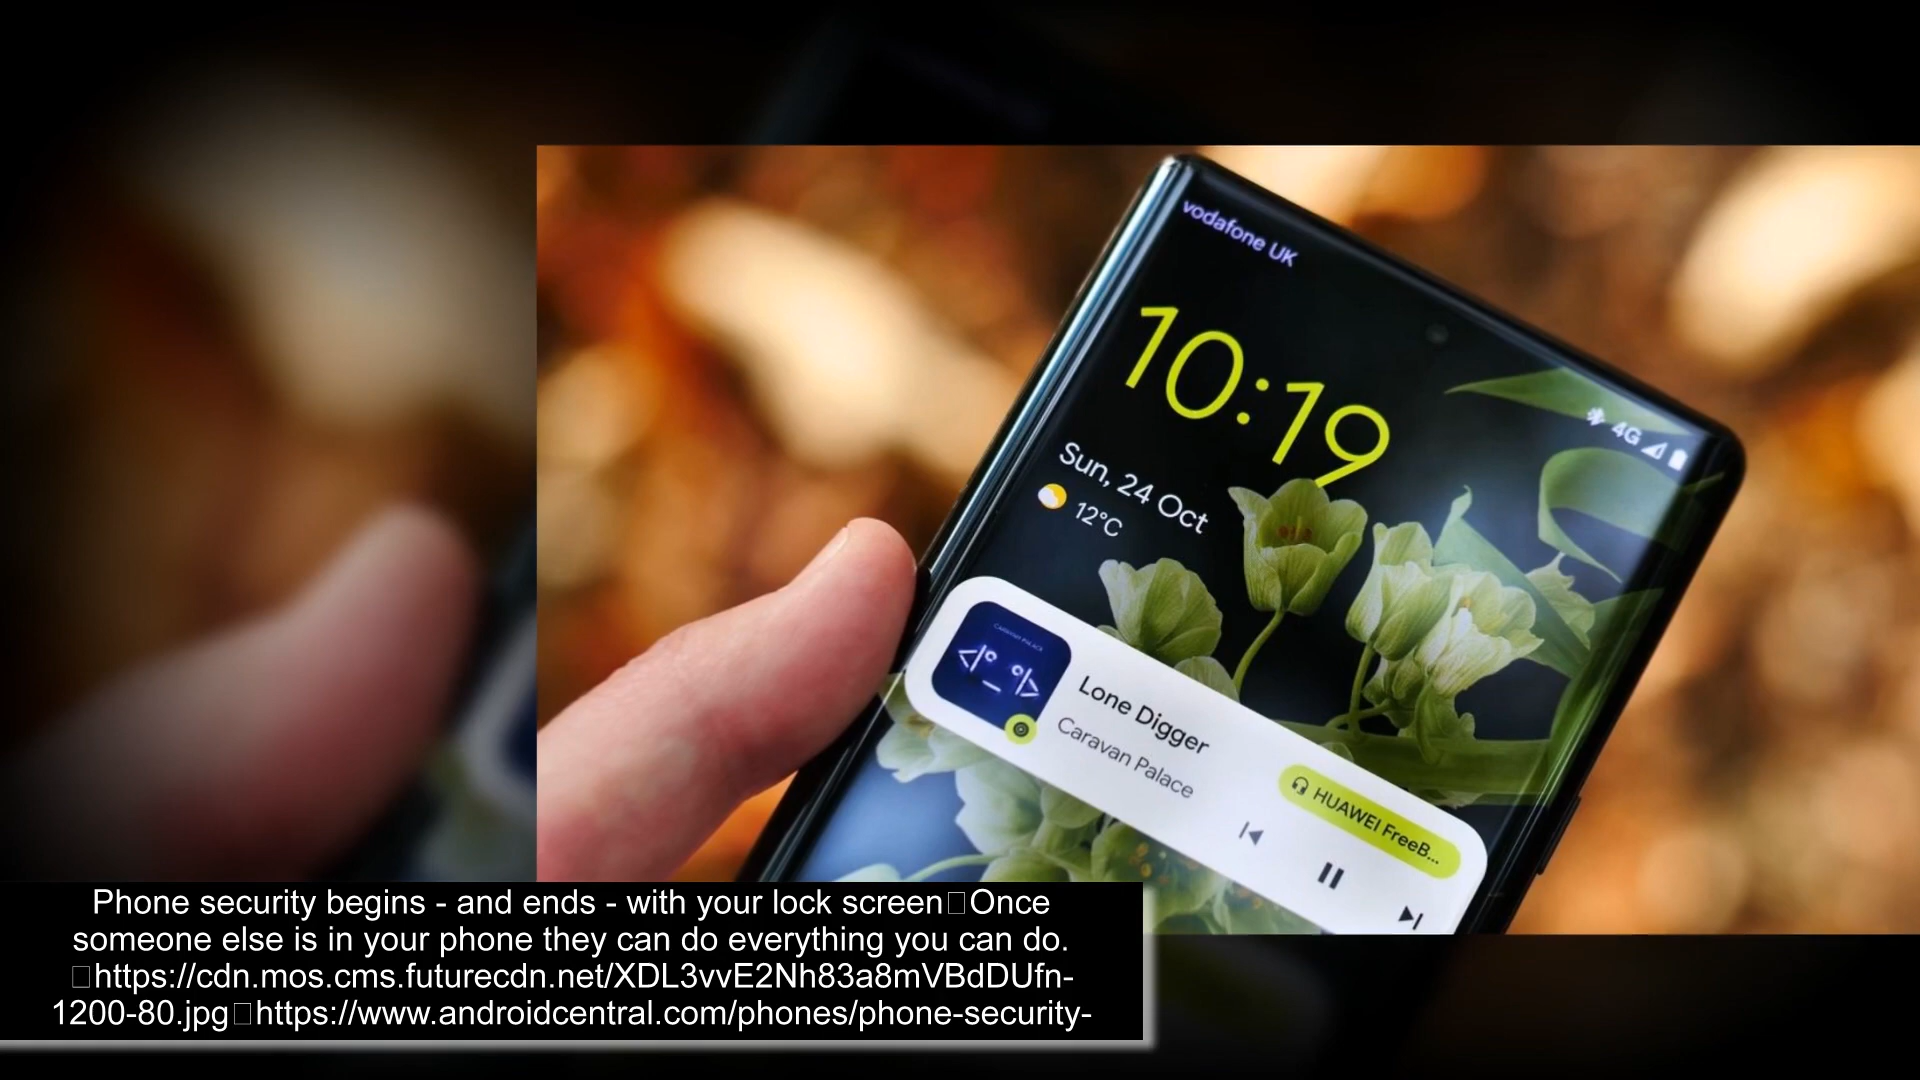 vodafone UK
10:19
4G
Sun, 24 Oct
12°C
CARAVAN PALACE
Lone Digger
Caravan Palace
HUAWEI FreeB...
Phone security begins - and ends - with your lock screen□Once
someone else is in your phone they can do everything you can do.
□https://cdn.mos.cms.futurecdn.net/XDL3vvE2Nh83a8mVBdDUfn-
1200-80.jpg□https://www.androidcentral.com/phones/phone-security-